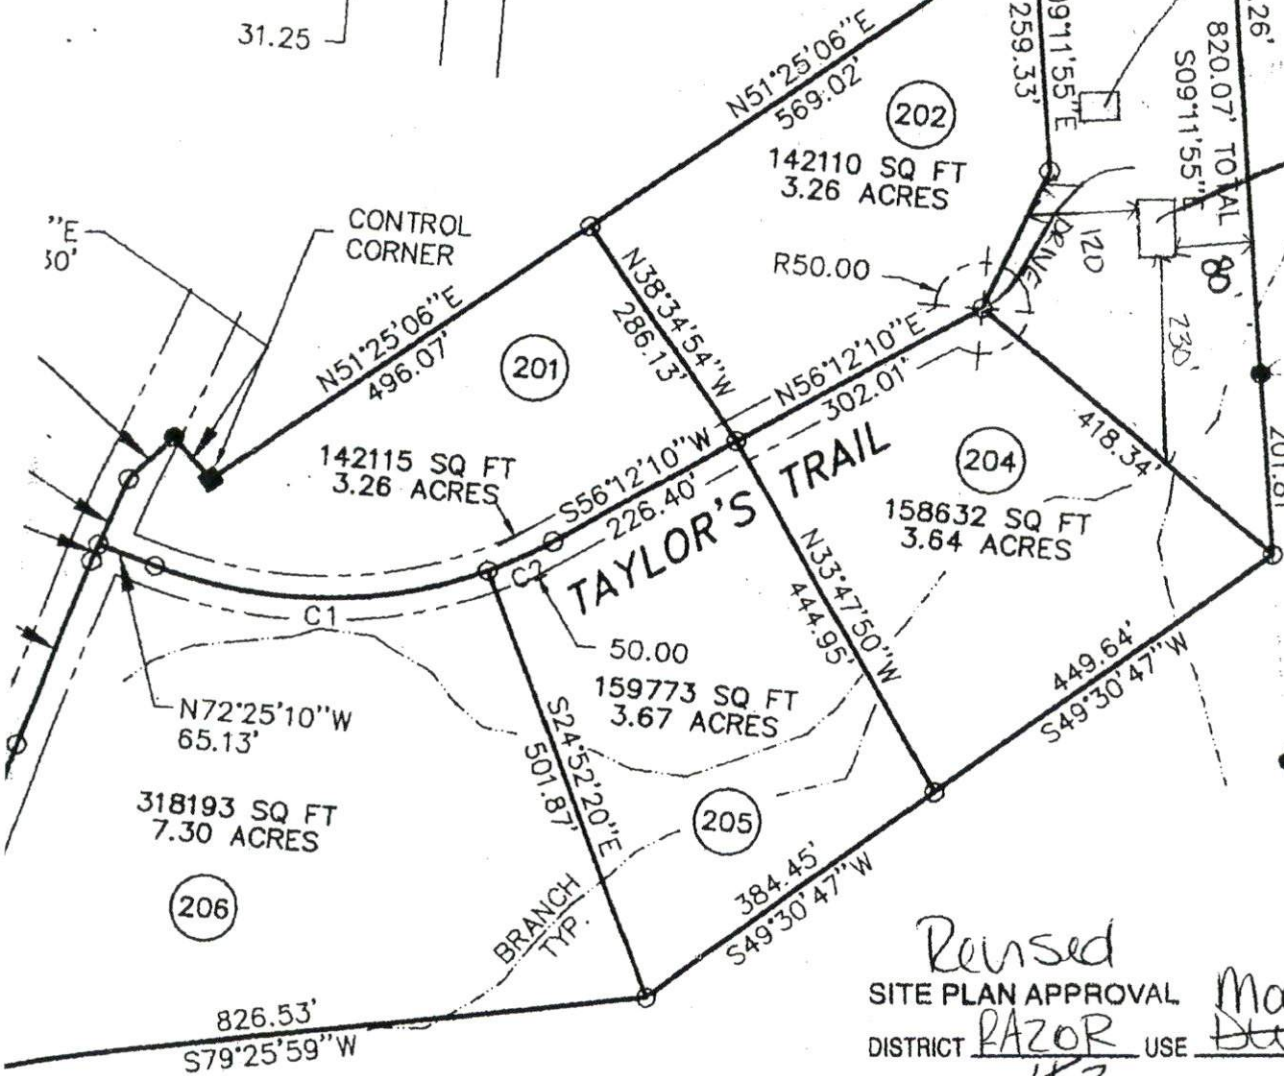 31.25
"E
CONTROL
CORNER
N51°25'06"E
496.07'
N51°25'06"E
569.02'
202
142110 SQ FT
3.26 ACRES
259.33'
09°11'55"E
820.07' TOTAL
S09°11'55"E
.26'
R50.00
DRIVE
120
80'
230'
N38°34'54"W
286.13'
201
142115 SQ FT
3.26 ACRES
N56°12'10"E
302.01'
S56°12'10"W
226.40'
TAYLOR'S TRAIL
418.34'
204
158632 SQ FT
3.64 ACRES
C1
C2
50.00
159773 SQ FT
3.67 ACRES
N33°47'50"W
444.95'
N72°25'10"W
65.13'
S24°52'20"E
501.87'
449.64'
S49°30'47"W
318193 SQ FT
7.30 ACRES
206
205
BRANCH
TYP.
384.45'
S49°30'47"W
826.53'
S79°25'59"W
Revised
SITE PLAN APPROVAL
DISTRICT RA20R USE